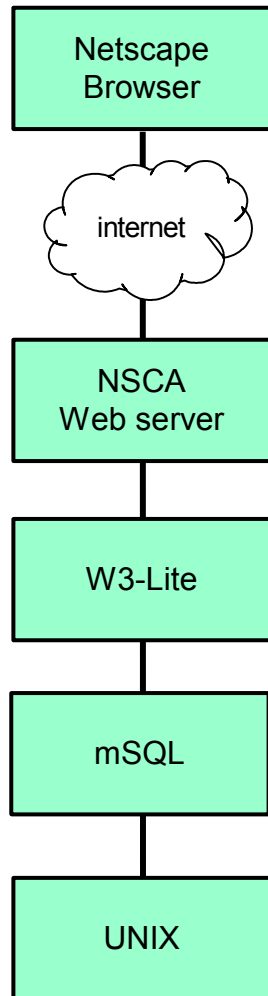 Netscape
Browser
internet
NSCA
Web server
W3-Lite
mSQL
UNIX